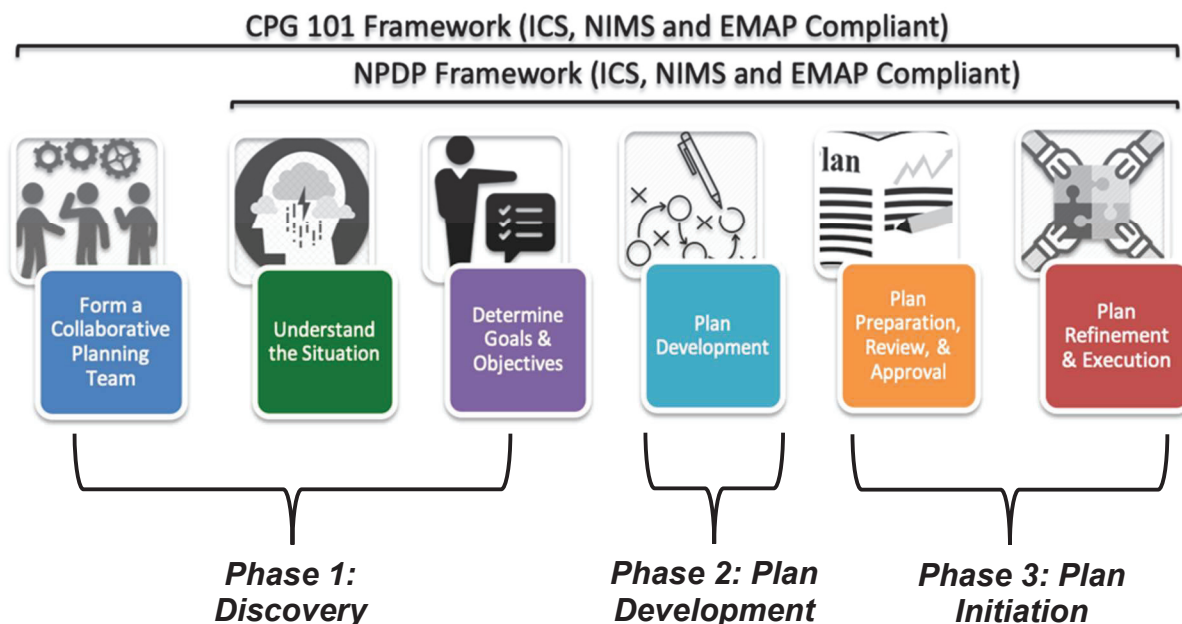 CPG 101 Framework (ICS, NIMS and EMAP Compliant)
NPDP Framework (ICS, NIMS and EMAP Compliant)
lan
Form a
Collaborative
Planning
Team
Understand
the Situation
Determine
Goals &
Objectives
Plan
Development
Plan
Preparation,
Review, &
Approval
Plan
Refinement
& Execution
Phase 1:
Discovery
Phase 2: Plan
Development
Phase 3: Plan
Initiation